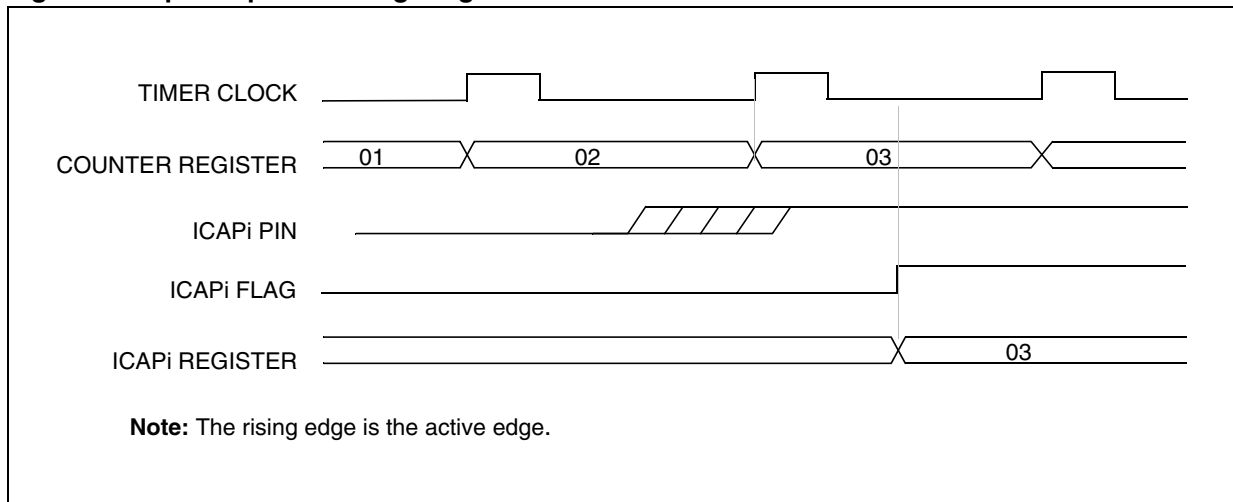 TIMER CLOCK
COUNTER REGISTER
01
02
03
ICAPi PIN
ICAPi FLAG
ICAPi REGISTER
03
Note: The rising edge is the active edge.